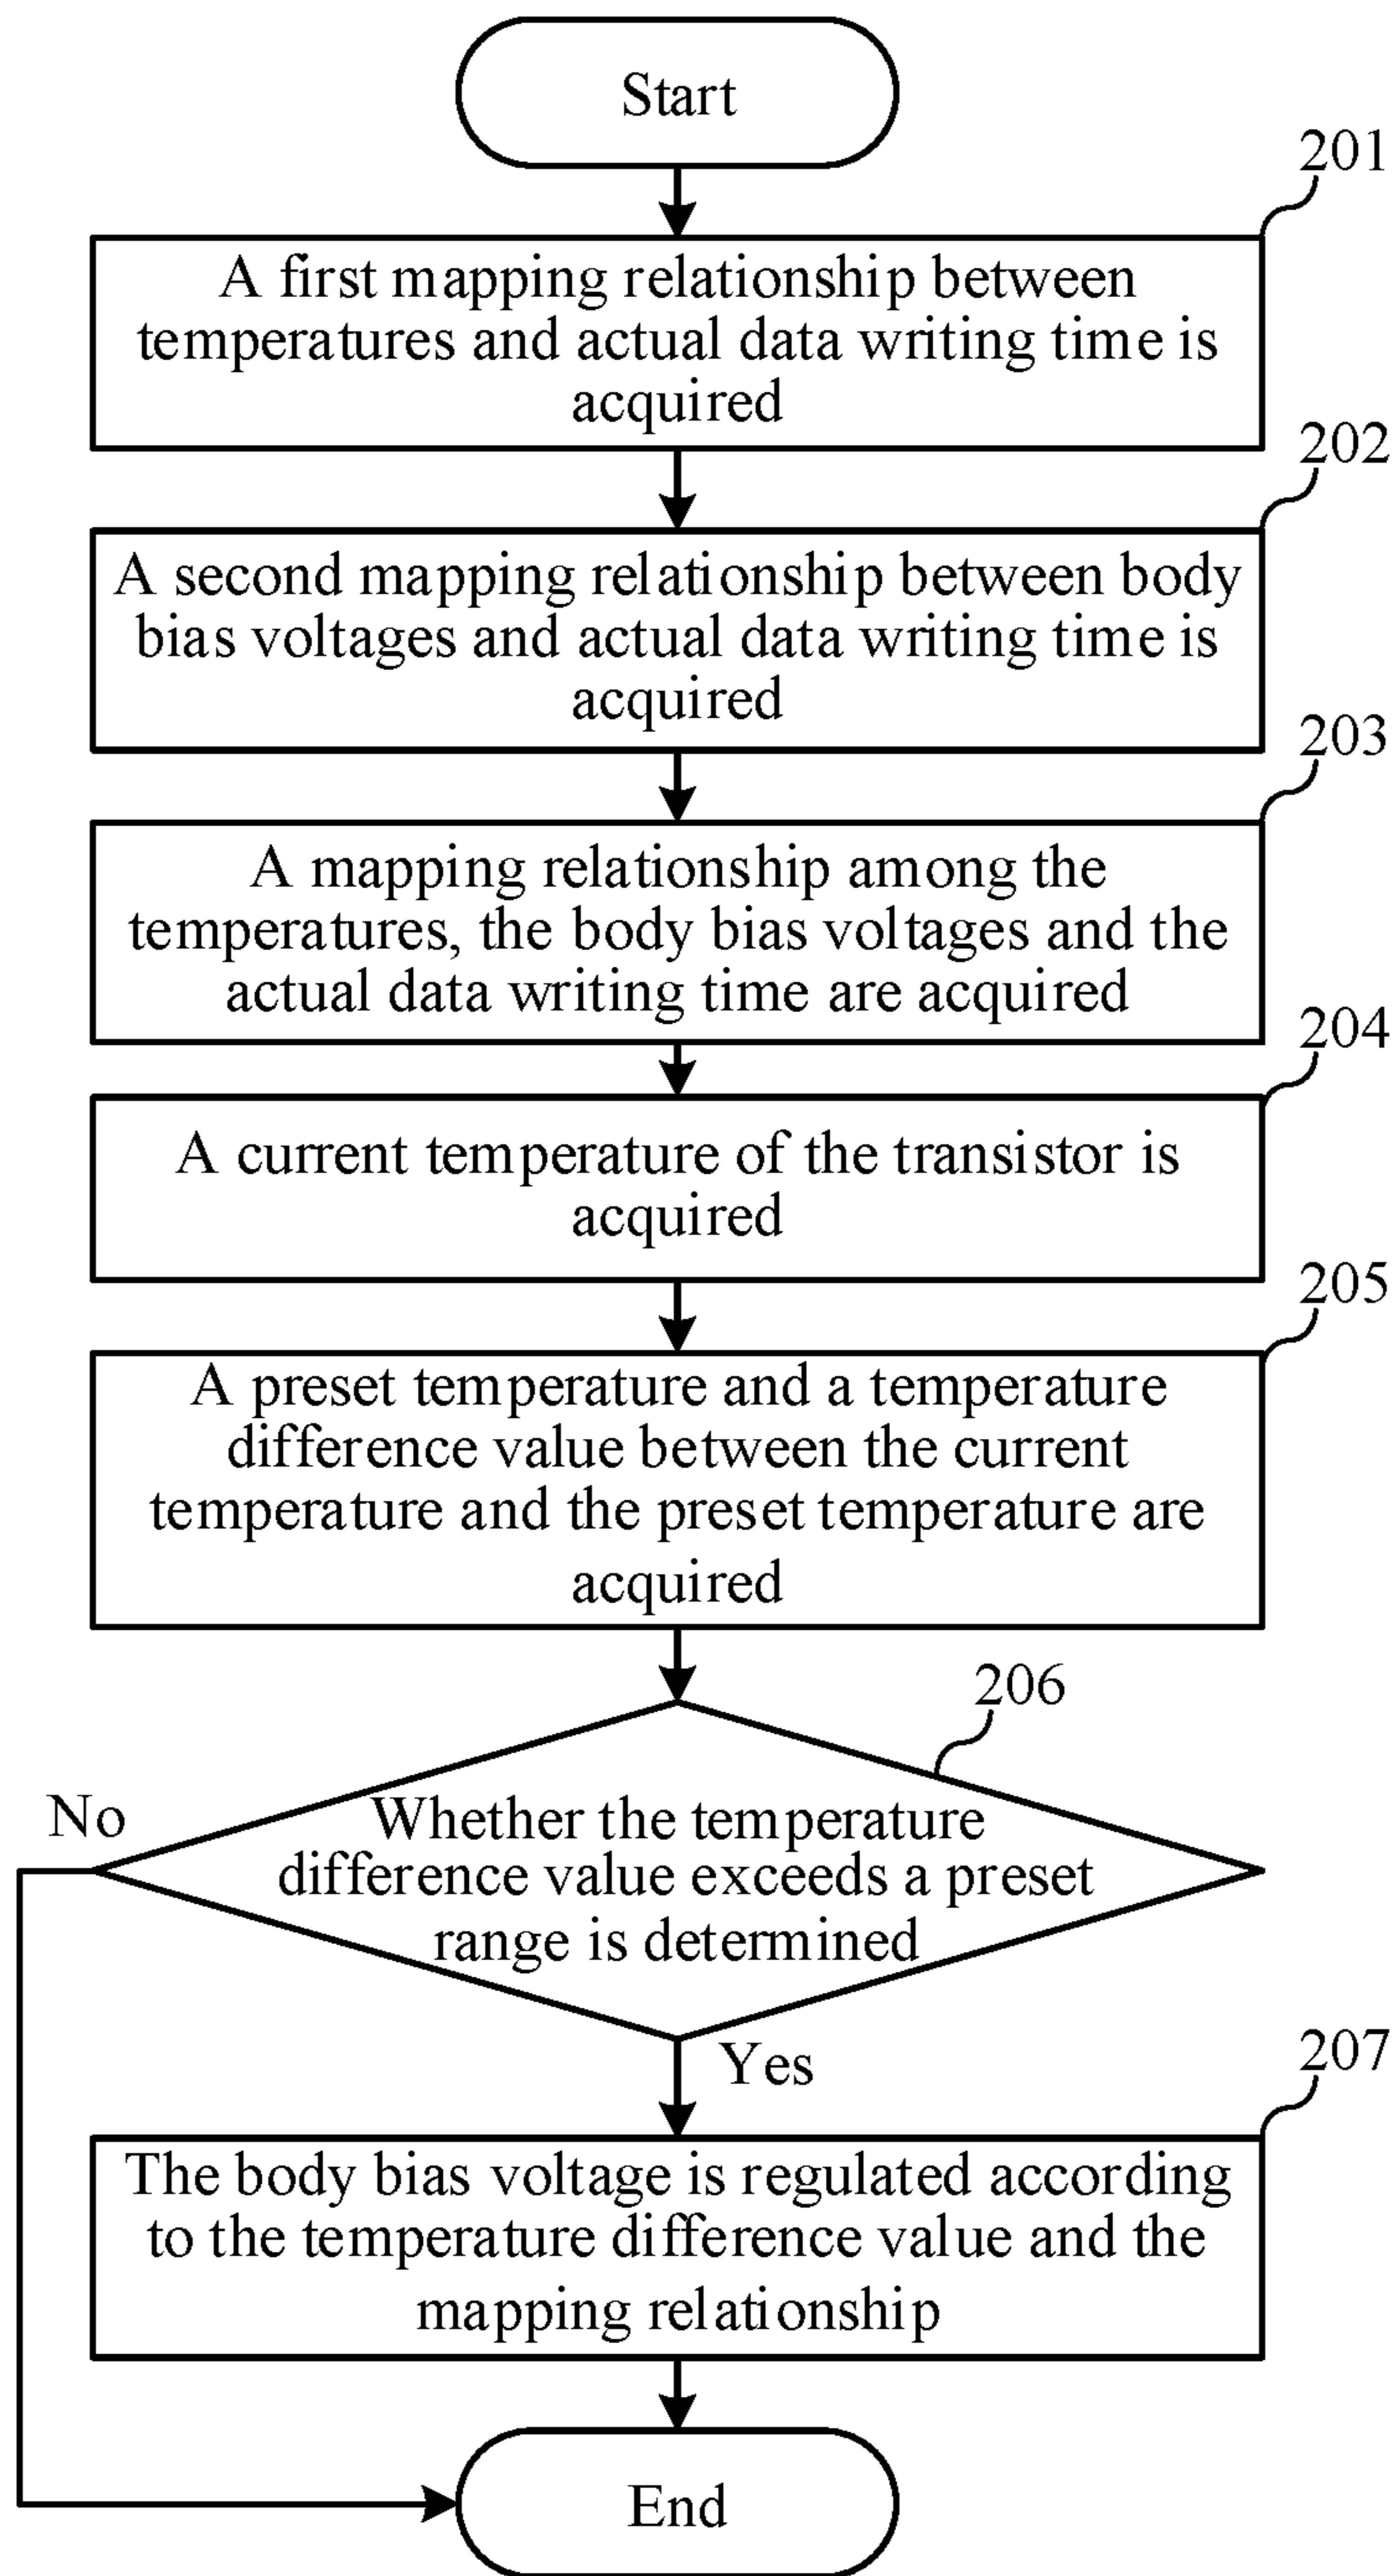 Start
201
A first mapping relationship between
temperatures and actual data writing time is
acquired
202
A second mapping relationship between body
bias voltages and actual data writing time is
acquired
203
A mapping relationship among the
temperatures, the body bias voltages and the
actual data writing time are acquired
204
A current temperature of the transistor is
acquired
205
A preset temperature and a temperature
difference value between the current
temperature and the preset temperature are
acquired
206
No
Whether the temperature
difference value exceeds a preset
range is determined
Yes
207
The body bias voltage is regulated according
to the temperature difference value and the
mapping relationship
End